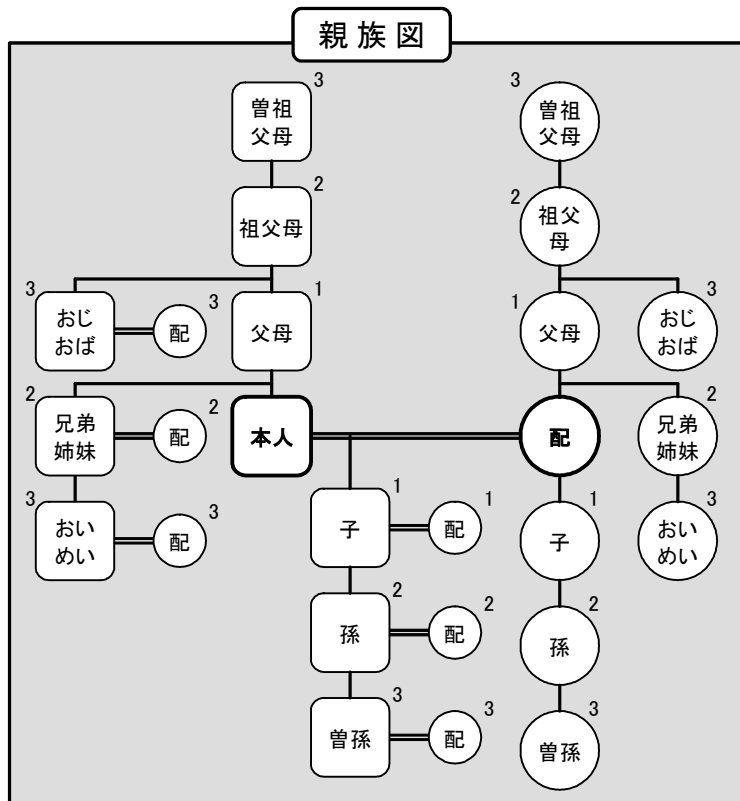 親族図
3
曽祖
父母
3
曽祖
父母
2
祖父母
2
祖父
母
3
おじ
おば
3
配
1
父母
1
父母
3
おじ
おば
2
兄弟
姉妹
2
配
本人
配
2
兄弟
姉妹
3
おい
めい
3
配
1
子
1
配
1
子
3
おい
めい
2
孫
2
配
2
孫
3
曽孫
3
配
3
曽孫